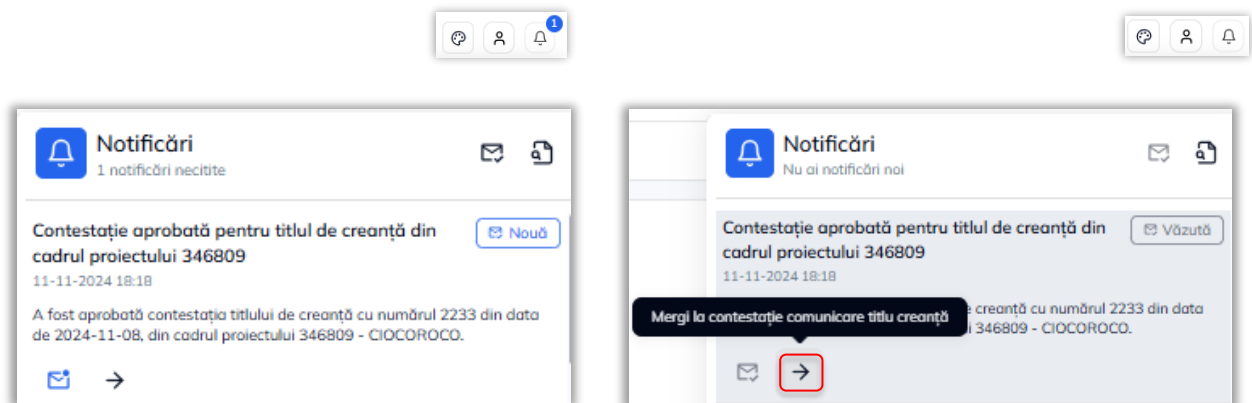 1
Notificări
1 notificări necitite
Contestație aprobată pentru titlul de creanță din
cadrul proiectului 346809
Nouă
11-11-2024 18:18
A fost aprobată contestația titlului de creanță cu numărul 2233 din data
de 2024-11-08, din cadrul proiectului 346809 - CIOCOROCO.
Notificări
Nu ai notificări noi
Contestație aprobată pentru titlul de creanță din
cadrul proiectului 346809
Văzută
11-11-2024 18:18
Mergi la contestație comunicare titlu creanță
creanță cu numărul 2233 din data
346809 - CIOCOROCO.